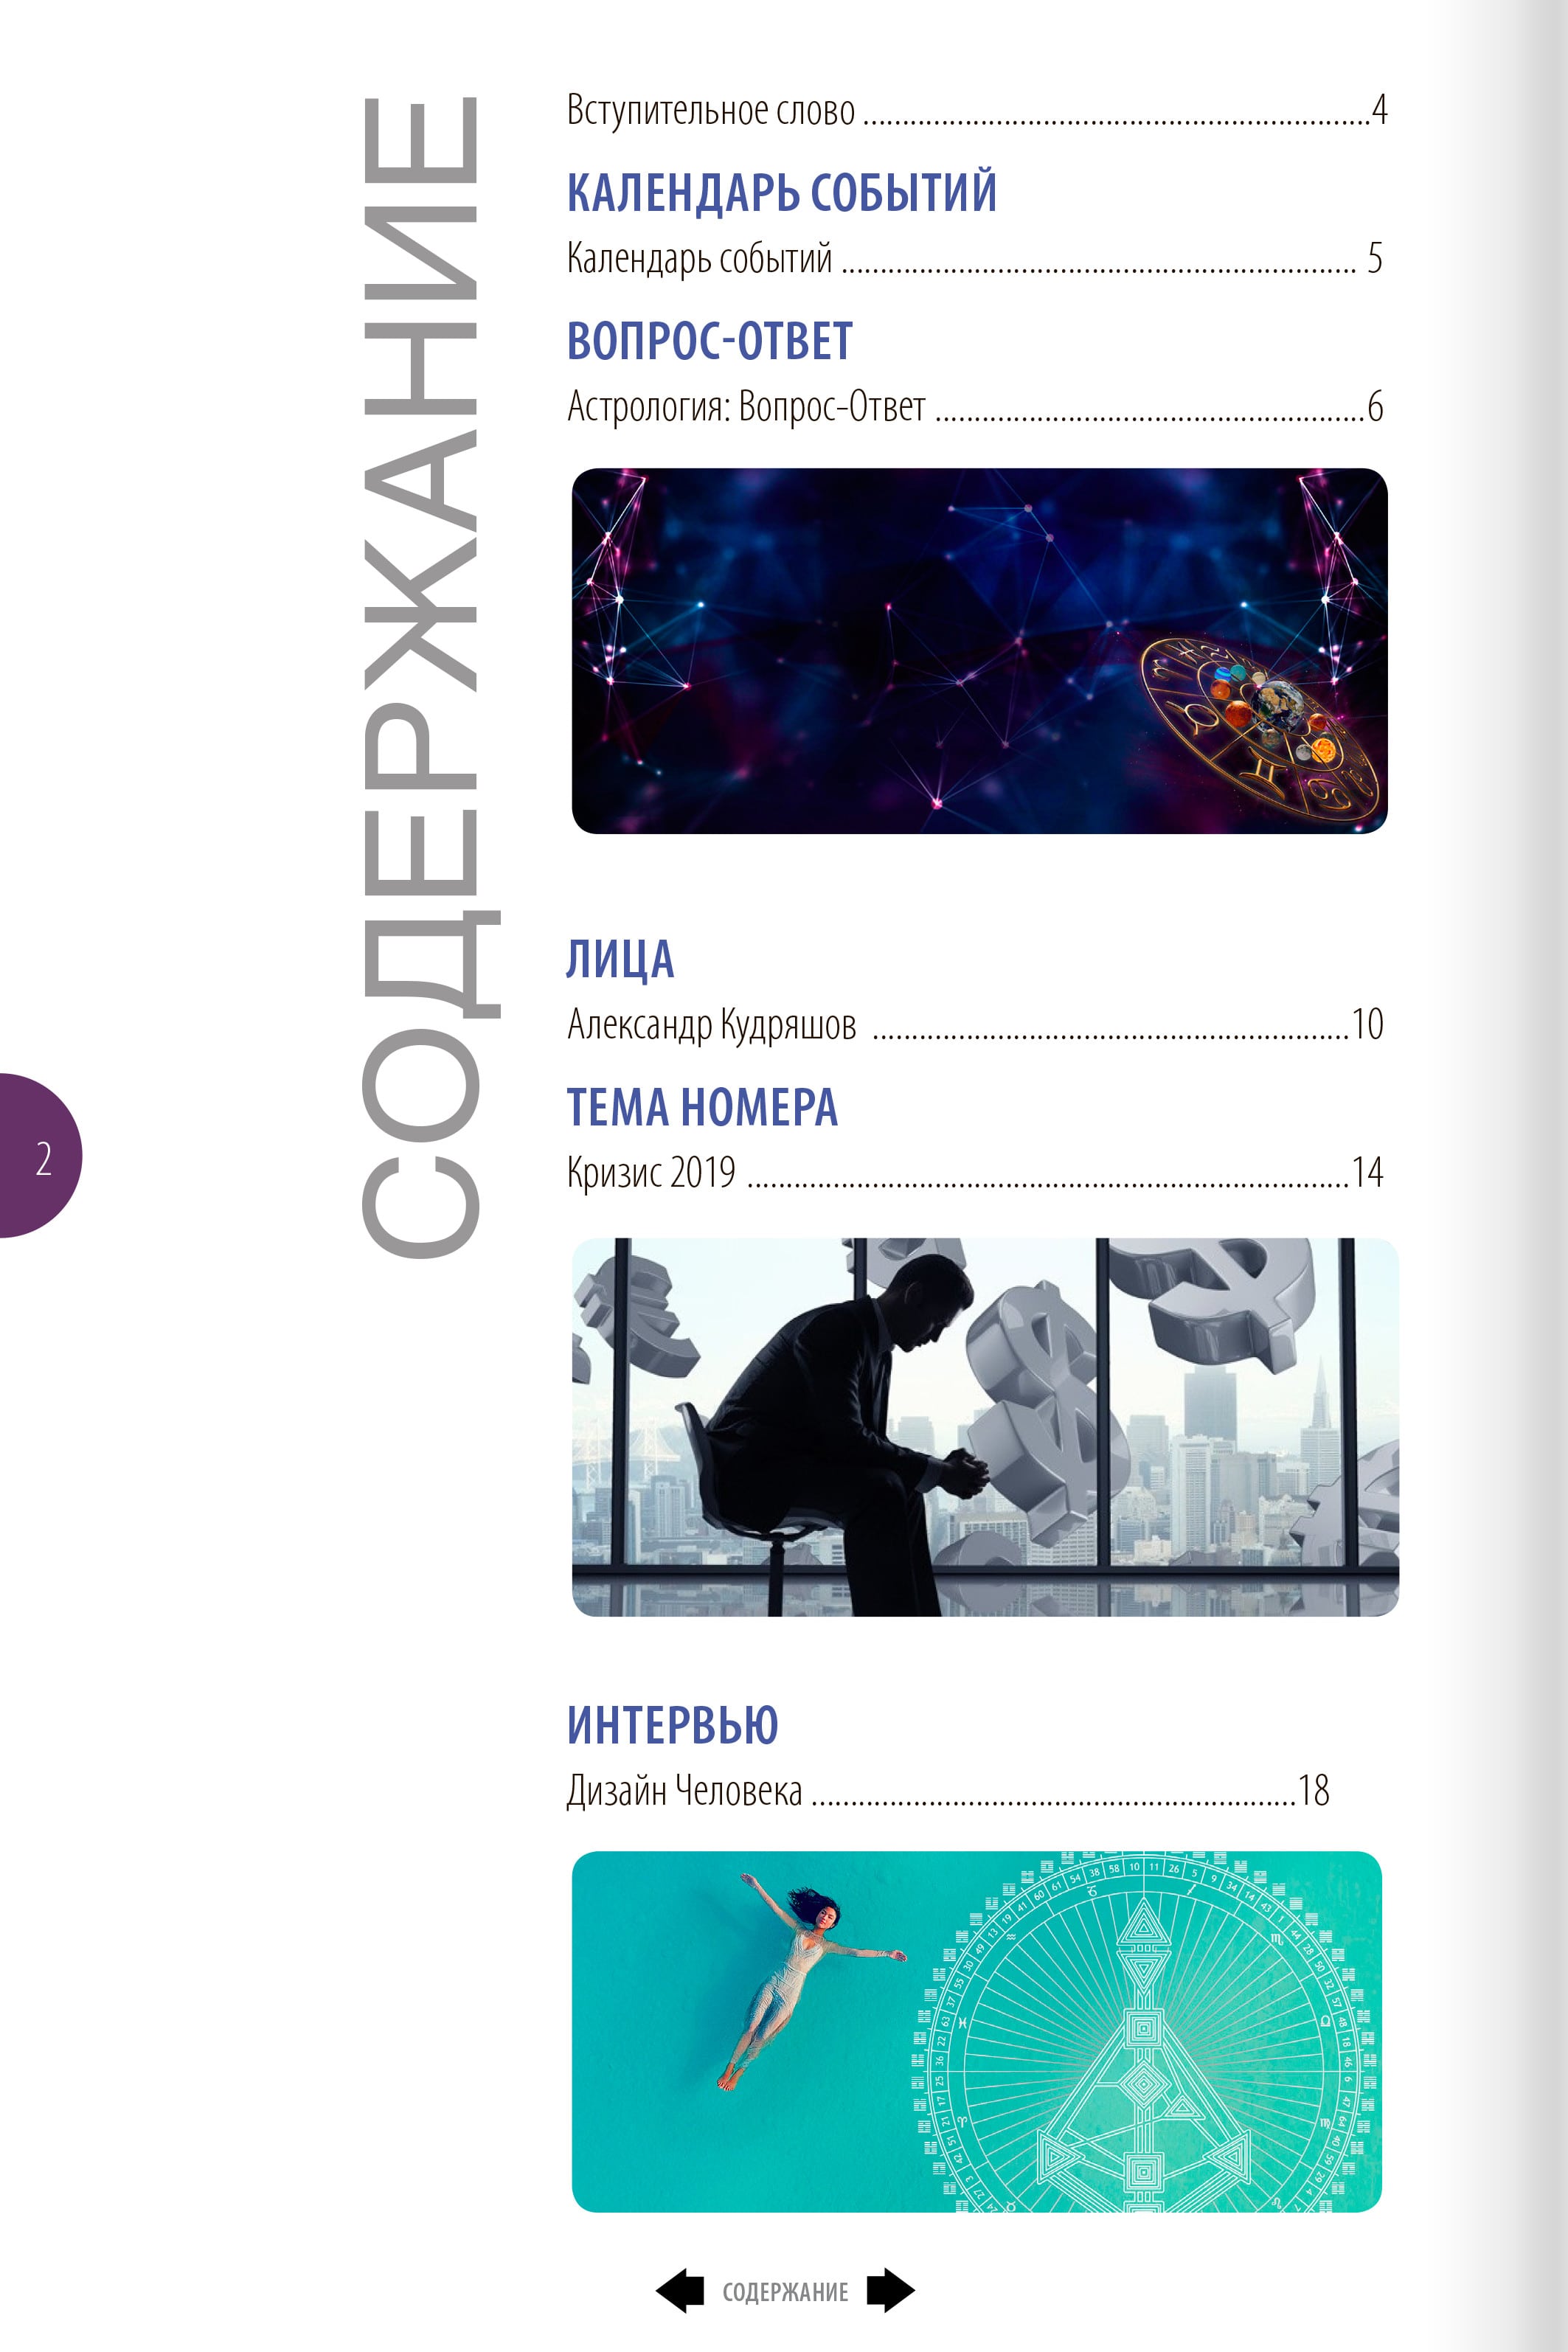 СОДЕРЖАНИЕ
Вступительное слово ................................................................4
КАЛЕНДАРЬ СОБЫТИЙ
Календарь событий ................................................................. 5
ВОПРОС-ОТВЕТ
Астрология: Вопрос-Ответ ......................................................6
ЛИЦА
Александр Кудряшов ............................................................10
ТЕМА НОМЕРА
Кризис 2019 ............................................................................14
ИНТЕРВЬЮ
Дизайн Человека .............................................................18
2
СОДЕРЖАНИЕ